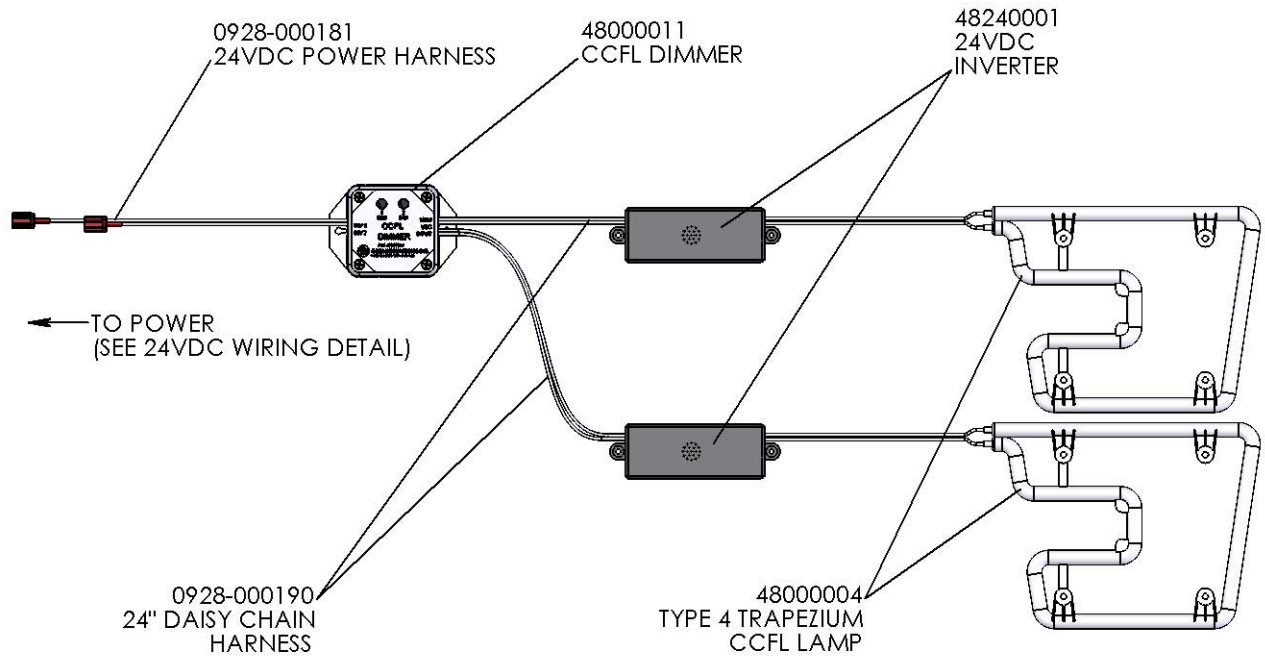 0928-000181
24VDC POWER HARNESS
48000011
CCFL DIMMER
48240001
24VDC
INVERTER
CCFL
DIMMER
TO POWER
(SEE 24VDC WIRING DETAIL)
0928-000190
24" DAISY CHAIN
HARNESS
48000004
TYPE 4 TRAPEZIUM
CCFL LAMP